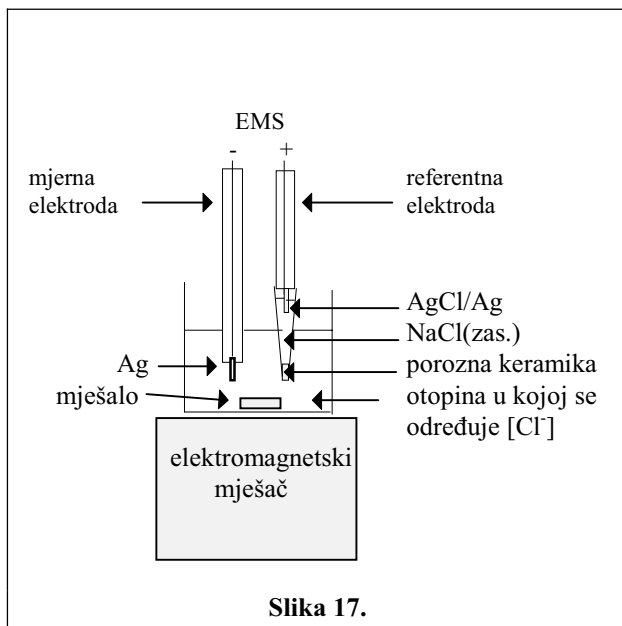 EMS
- +
mjerna
elektroda
referentna
elektroda
AgCl/Ag
NaCl(zas.)
porozna keramika
otopina u kojoj se
određuje [Cl⁻]
Ag
mješalo
elektromagnetski
mješač
Slika 17.